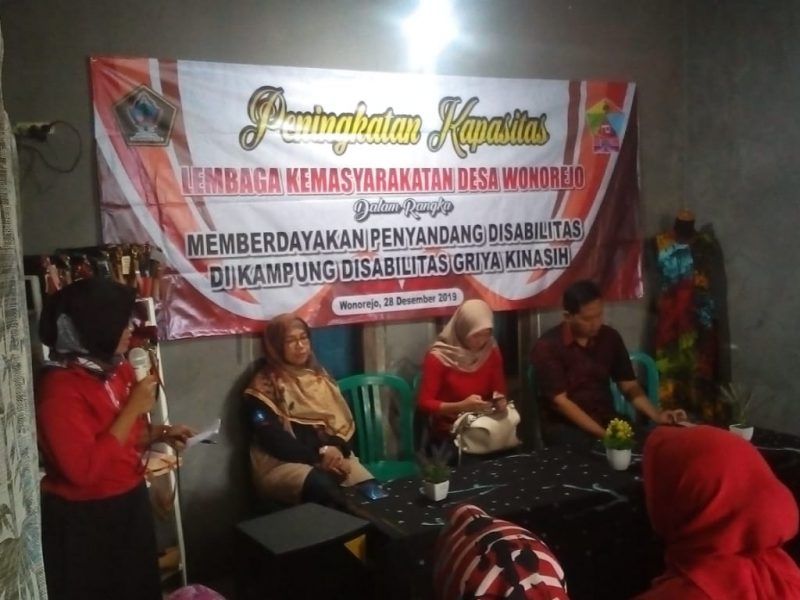 Peningkatan Kapasitas
LEMBAGA KEMASYARAKATAN DESA WONOREJO
Dalam Rangka
MEMBERDAYAKAN PENYANDANG DISABILITAS
DI KAMPUNG DISABILITAS GRIYA KINASIH
Wonorejo, 28 Desember 2019